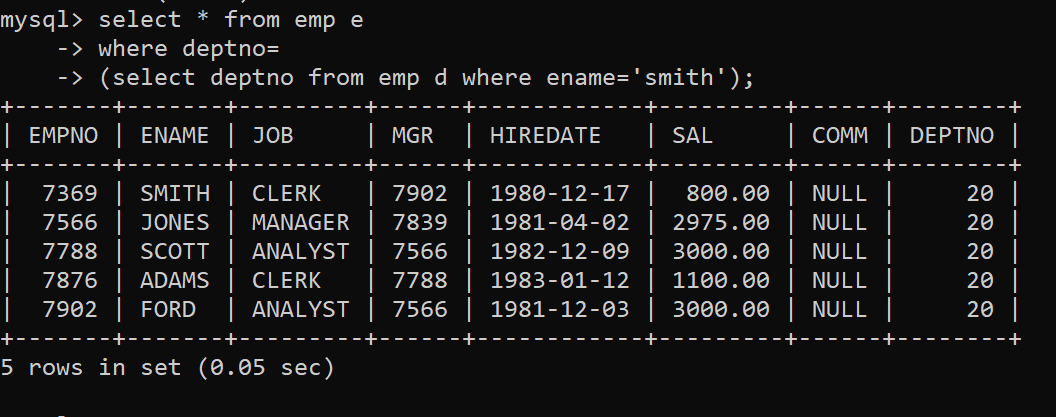 mysql> select * from emp e
    -> where deptno=
    -> (select deptno from emp d where ename='smith');
+-------+-------+---------+------+------------+---------+------+--------+
| EMPNO | ENAME | JOB     | MGR  | HIREDATE   | SAL     | COMM | DEPTNO |
+-------+-------+---------+------+------------+---------+------+--------+
|  7369 | SMITH | CLERK   | 7902 | 1980-12-17 |  800.00 | NULL |     20 |
|  7566 | JONES | MANAGER | 7839 | 1981-04-02 | 2975.00 | NULL |     20 |
|  7788 | SCOTT | ANALYST | 7566 | 1982-12-09 | 3000.00 | NULL |     20 |
|  7876 | ADAMS | CLERK   | 7788 | 1983-01-12 | 1100.00 | NULL |     20 |
|  7902 | FORD  | ANALYST | 7566 | 1981-12-03 | 3000.00 | NULL |     20 |
+-------+-------+---------+------+------------+---------+------+--------+
5 rows in set (0.05 sec)